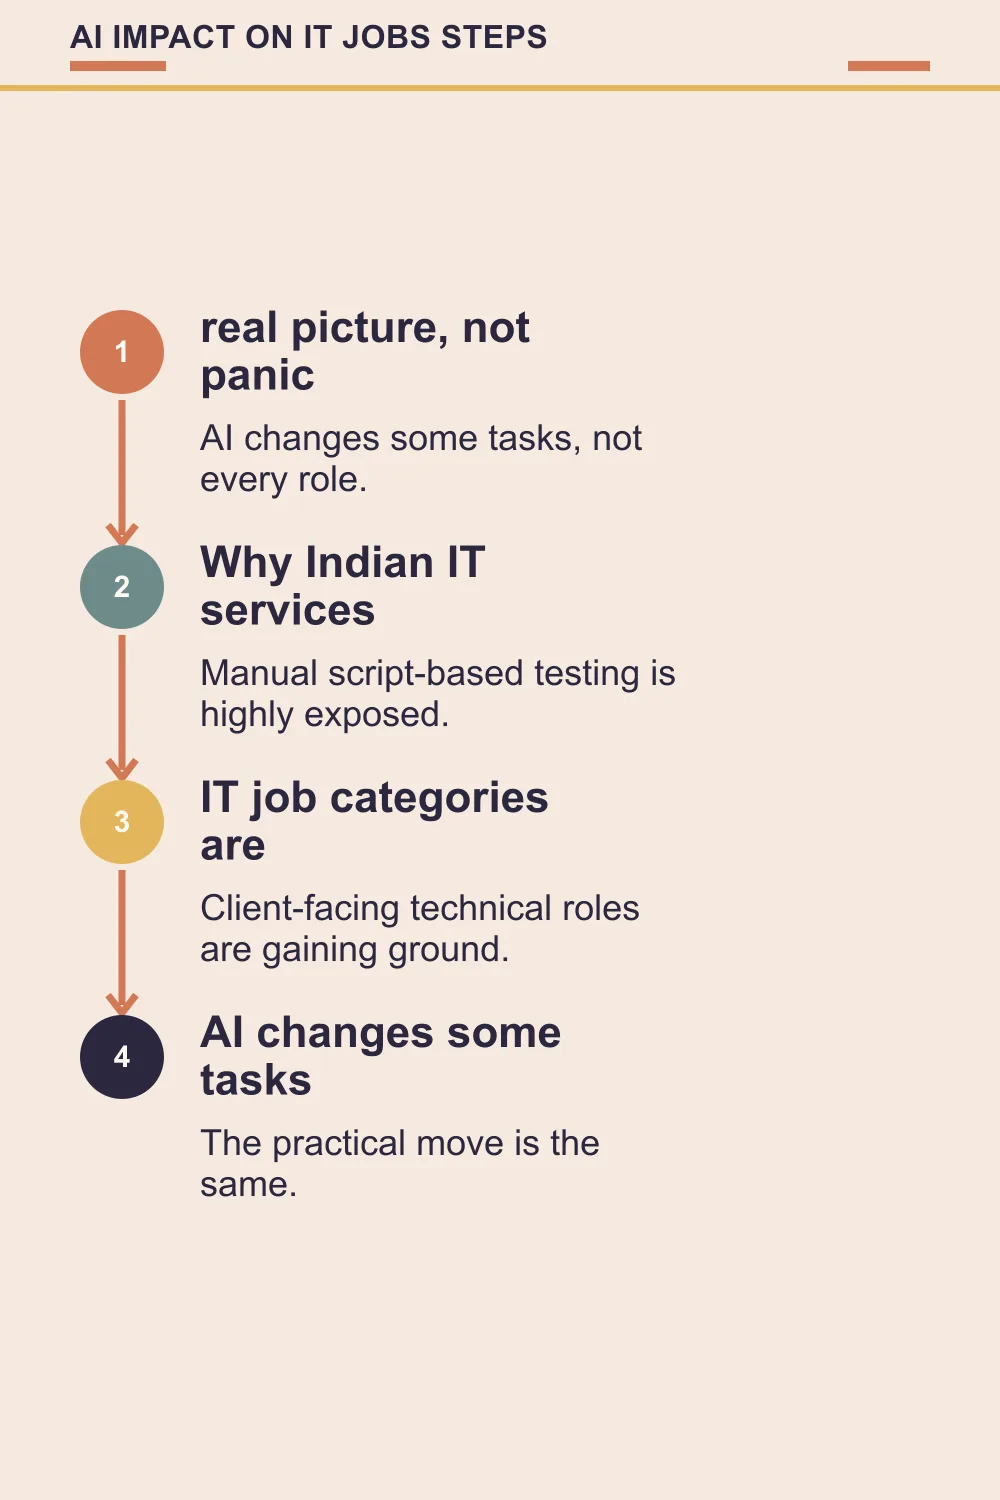 AI IMPACT ON IT JOBS STEPS
1
real picture, not
panic
AI changes some tasks, not
every role.
2
Why Indian IT
services
Manual script-based testing is
highly exposed.
3
IT job categories
are
Client-facing technical roles
are gaining ground.
4
AI changes some
tasks
The practical move is the
same.